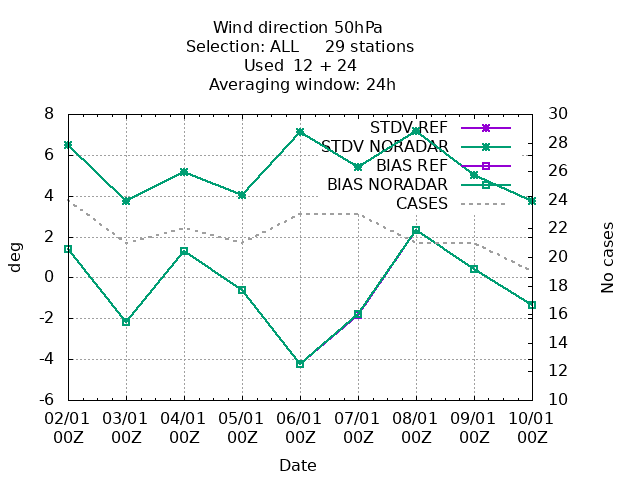 Wind direction 50hPa
Selection: ALL 29 stations
Used 12 + 24
Averaging window: 24h
8 30
STDV REF
28
STDV NORADAR
6
BIAS REF
26
BIAS NORADAR
4 24
CASES
22
2
20
0
18
-2
16
14
-4
12
-6 10
deg
No cases
02/01 03/01 04/01 05/01 06/01 07/01 08/01 09/01 10/01
00Z 00Z 00Z 00Z 00Z 00Z 00Z 00Z 00Z
Date